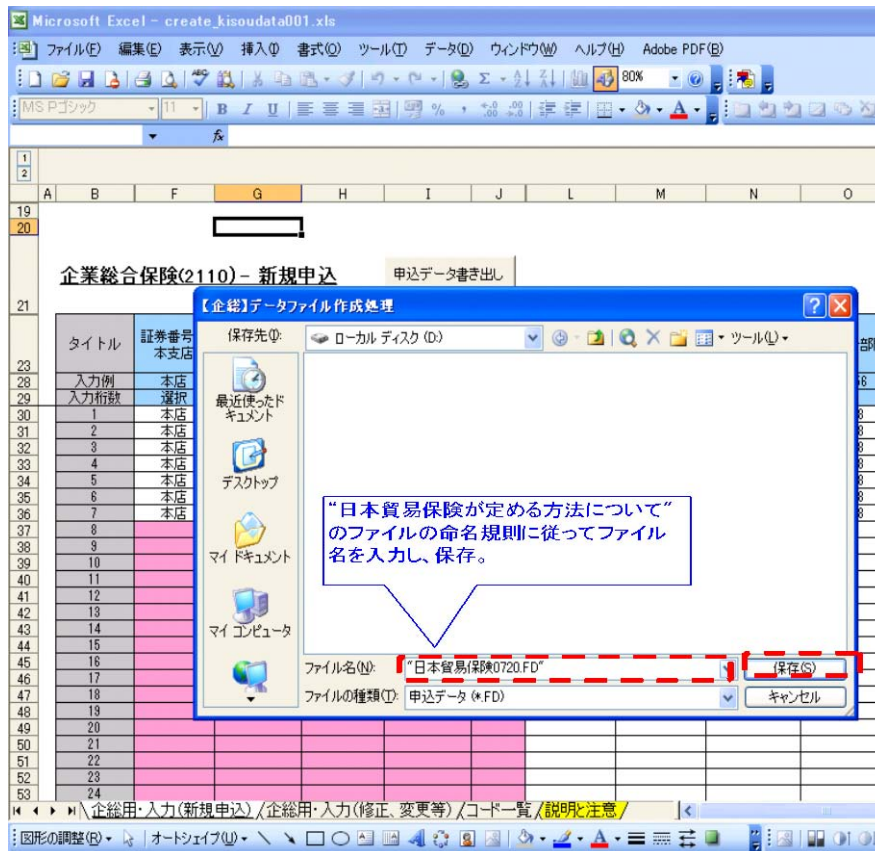 Microsoft Excel - create_kisoudata001.xls
ファイル(F) 編集(E) 表示(V) 挿入(I) 書式(O) ツール(T) データ(D) ウィンドウ(W) ヘルプ(H) Adobe PDF(B)
80%
MS Pゴシック 11 B I U
fx
1
2
A B F G H I J L M N O
19
20
企業総合保険(2110) - 新規申込 申込データ書き出し
21
【企総】データファイル作成処理
タイトル 証券番号
本支店
保存先(I): ローカル ディスク (D:) ツール(L)
23
28 入力例 本店
29 入力桁数 選択
30 1 本店
31 2 本店
32 3 本店
33 4 本店
34 5 本店
35 6 本店
36 7 本店
37 8
38 9
39 10
40 11
41 12
42 13
43 14
44 15
45 16
46 17
47 18
48 19
49 20
50 21
51 22
52 23
53 24
最近使ったドキュメント
デスクトップ
マイ ドキュメント
マイ コンピュータ
“日本貿易保険が定める方法について”
のファイルの命名規則に従ってファイル
名を入力し、保存。
ファイル名(N): "日本貿易保険0720.FD" 保存(S)
ファイルの種類(T): 申込データ (*.FD) キャンセル
企総用・入力(新規申込) / 企総用・入力(修正、変更等) / コード一覧 / 説明と注意
図形の調整(R) オートシェイプ(U)